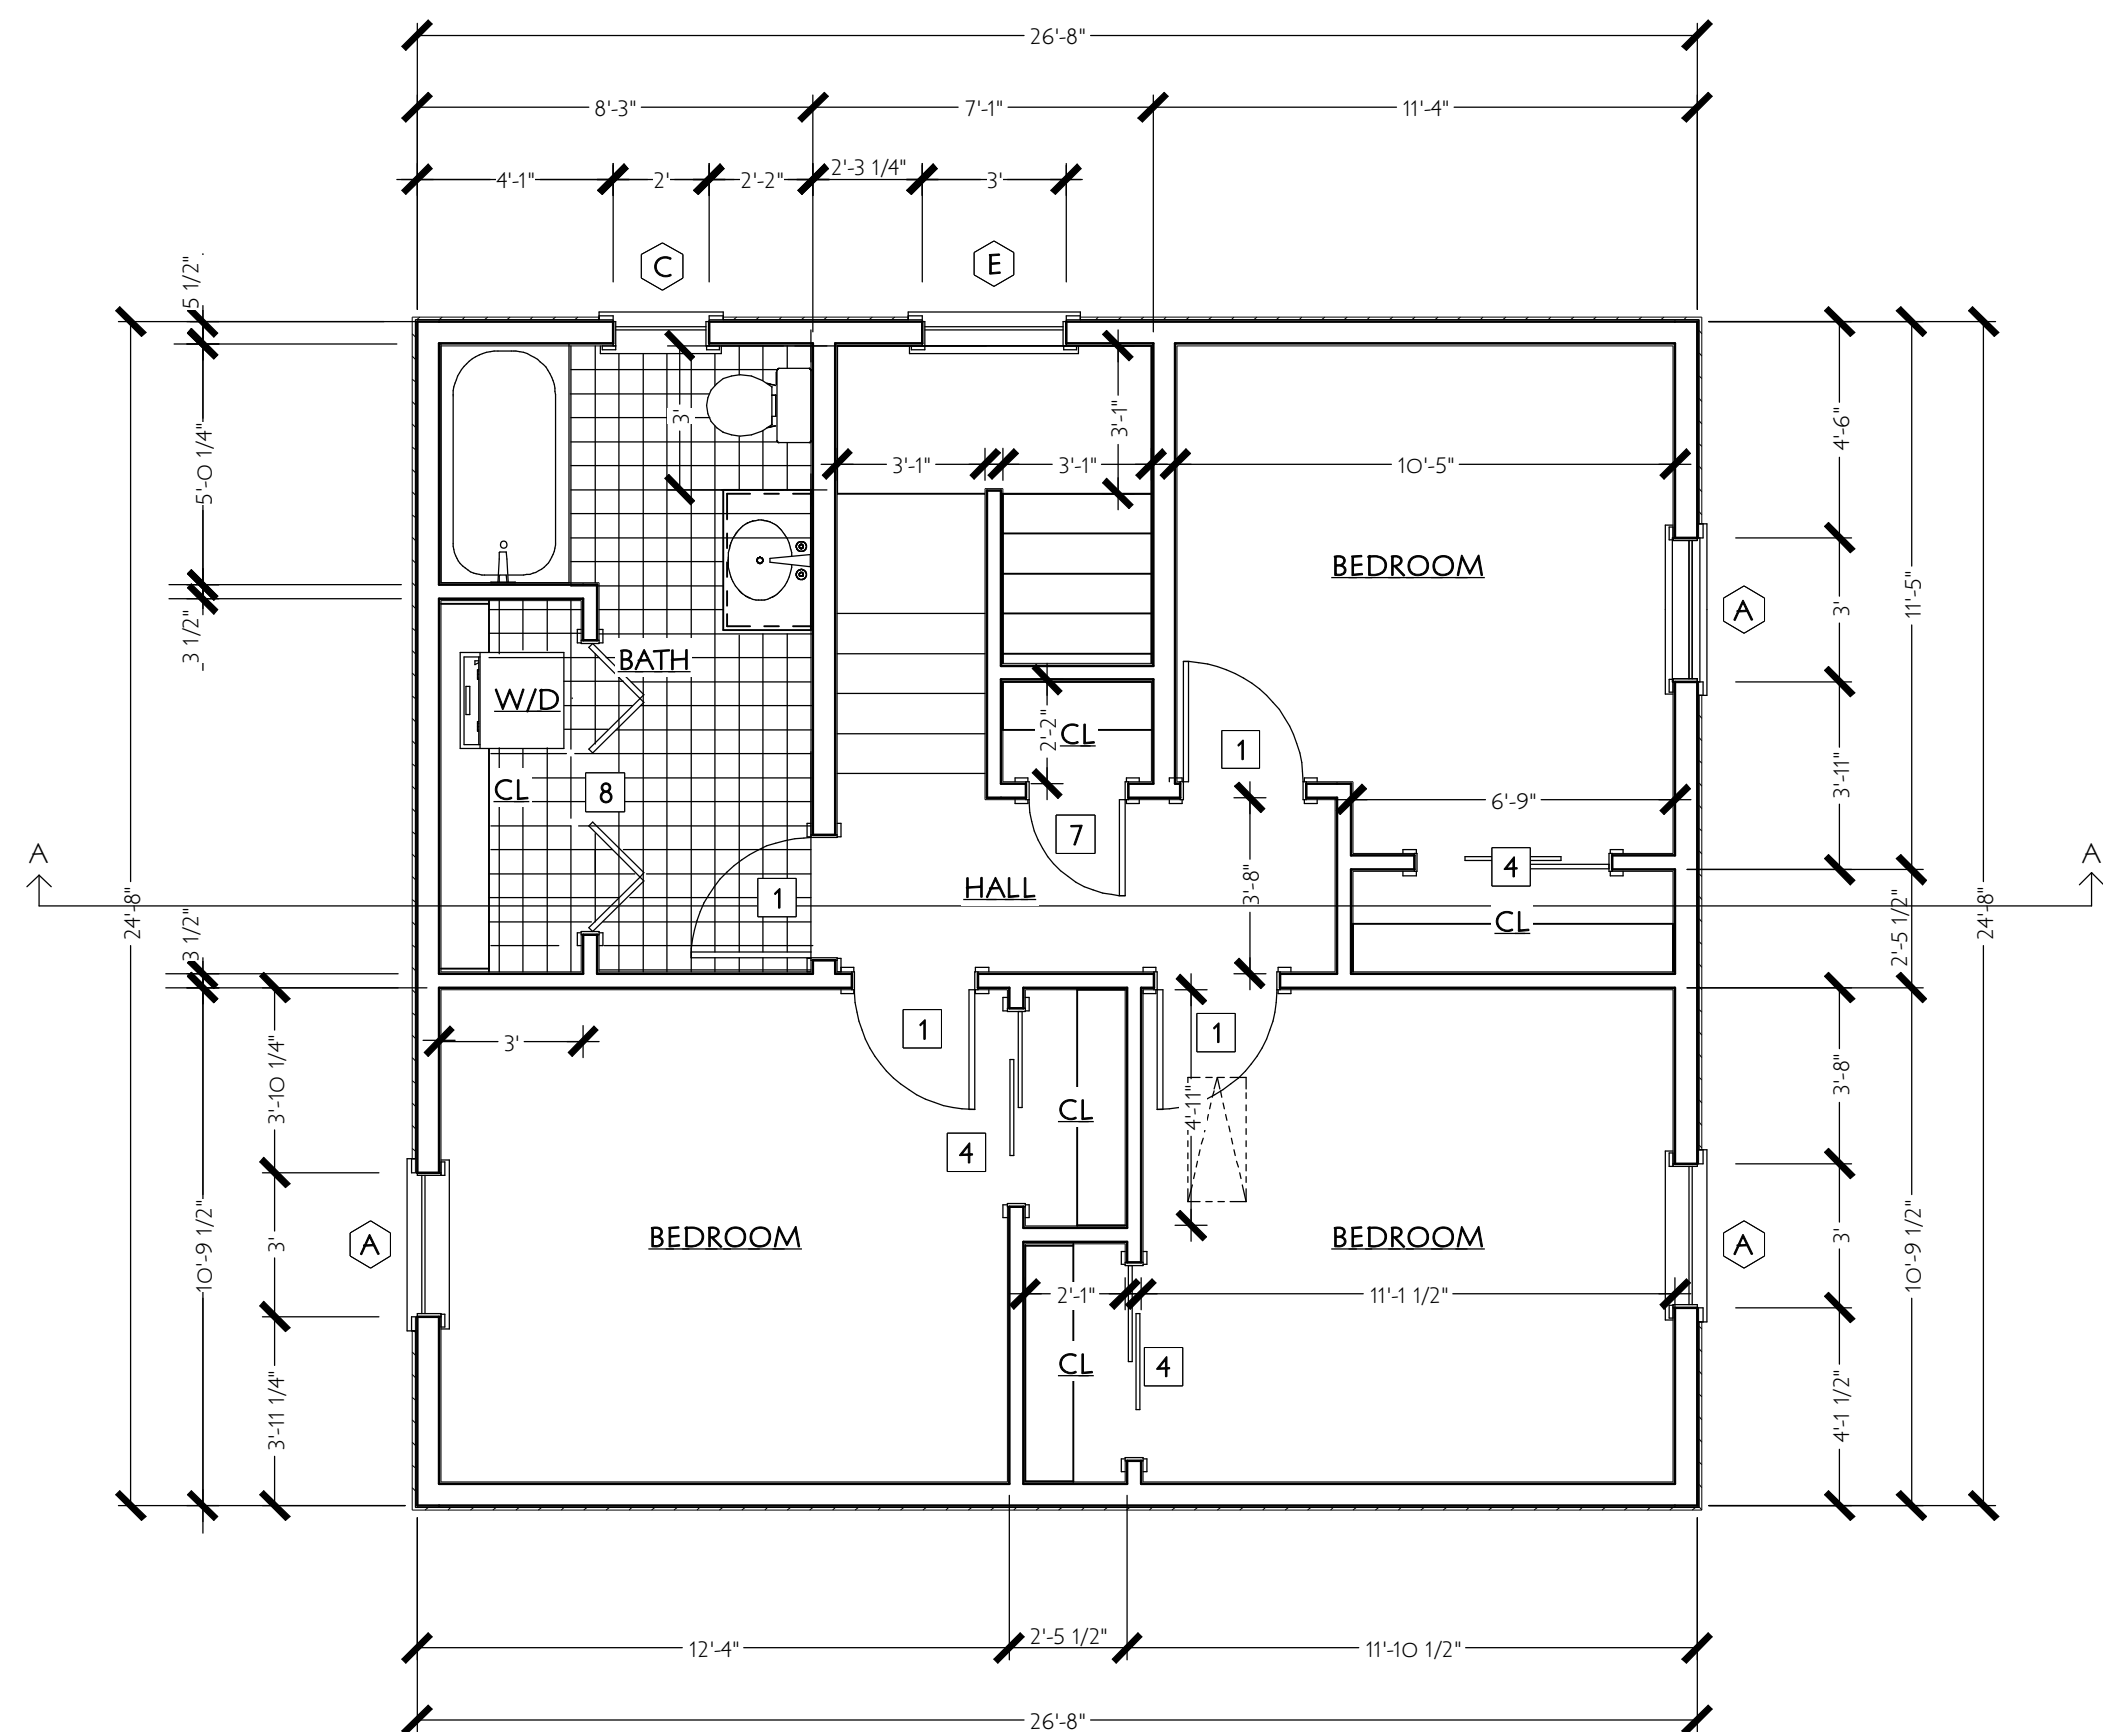 26'-8"
8'-3" 7'-1" 11'-4"
4'-1" 2' 2'-2" 2'-3 1/4" 3'
C E
5 1/2"
5'-0 1/4"
3 1/2"
24'-8"
3 1/2"
10'-9 1/2"
3'-10 1/4"
3'
3'-11 1/4"
A
A
3'
3'-1"
3'-1" 3'-1" 10'-5"
BEDROOM
BATH
W/D
CL
8
2'-2"
CL
1
7
6'-9"
4
CL
1
HALL
3'-8"
3'
1
4
CL
1
4'-11"
BEDROOM
BEDROOM
2'-1" 11'-1 1/2"
CL
4
4'-6"
3'
3'-11"
11'-5"
2'-5 1/2"
24'-8"
3'-8"
3'
4'-1 1/2"
10'-9 1/2"
A
A
A
12'-4" 2'-5 1/2" 11'-10 1/2"
26'-8"